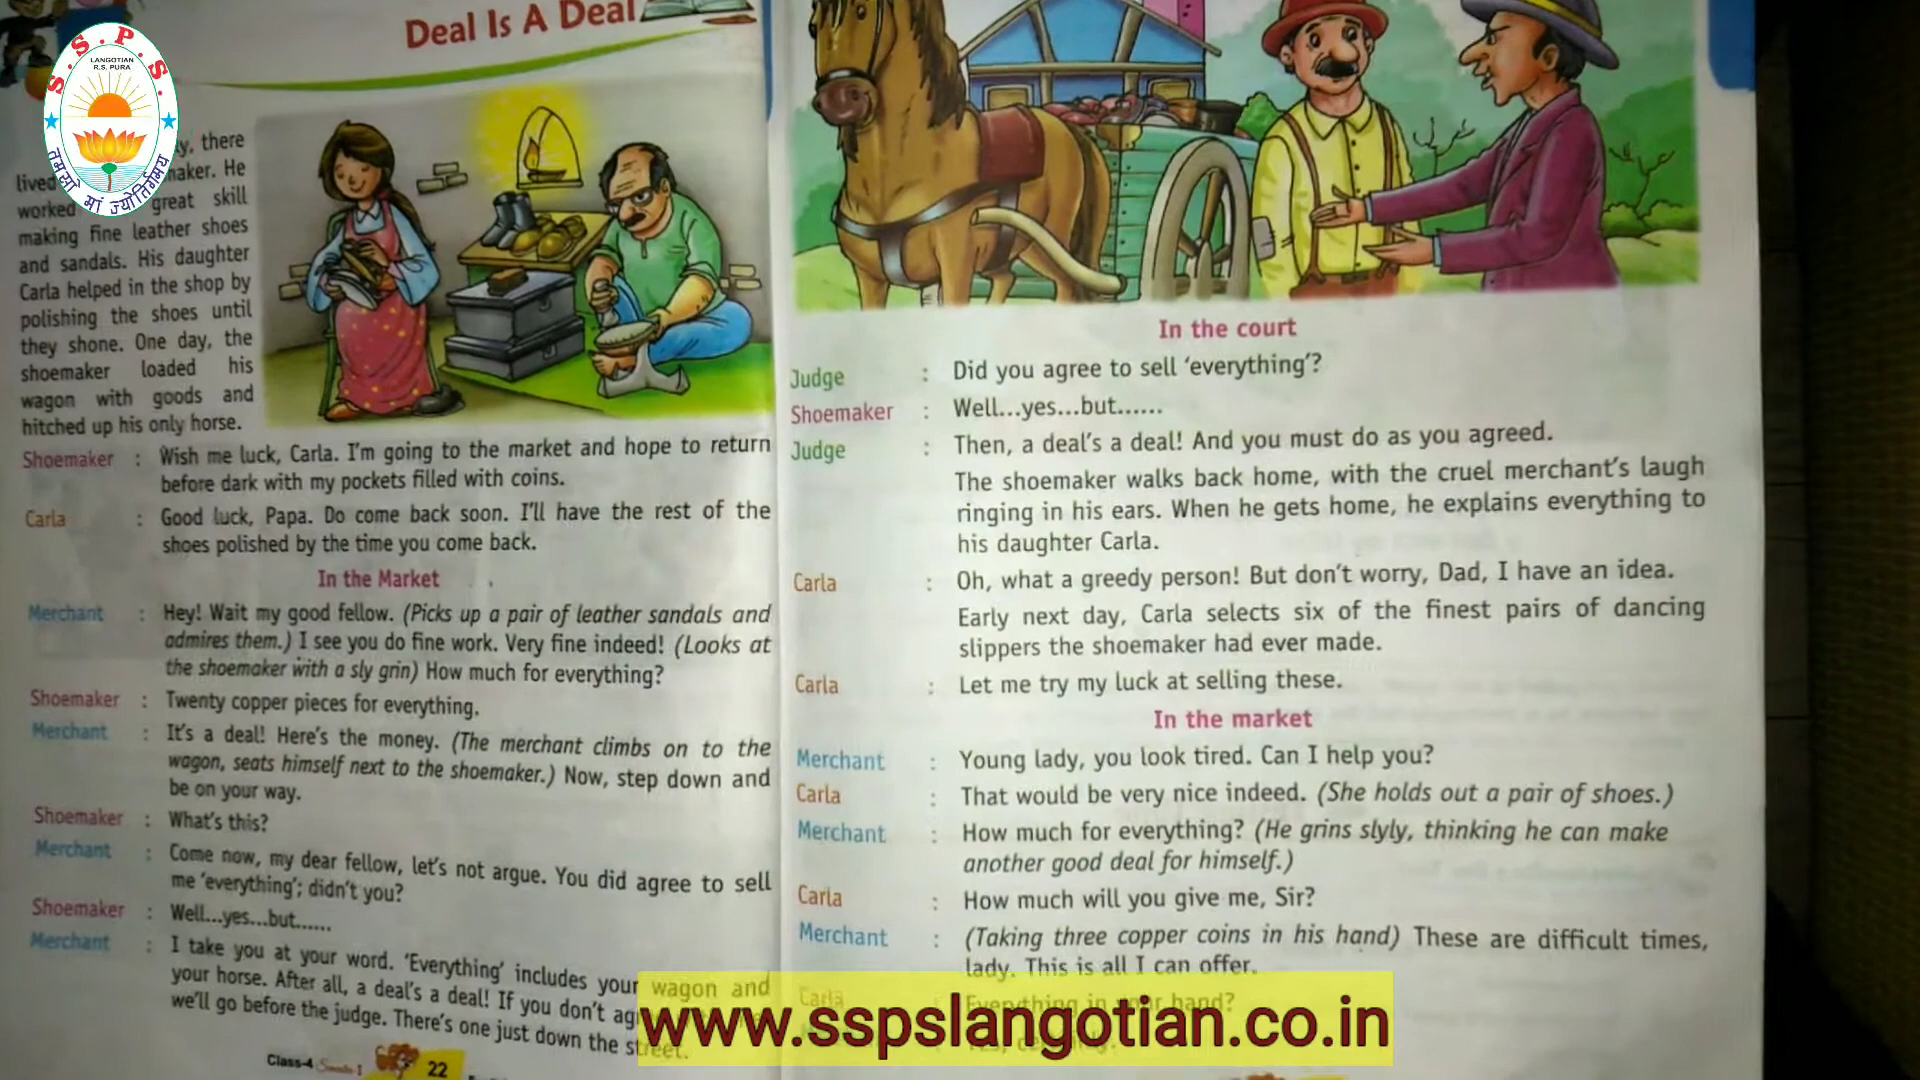 Deal Is A Deal
S.S.P.S.
LANGOTIAN
R.S. PURA
तमसो मां ज्योतिर्गमय
there
lived He
worked great skill
making fine leather shoes
and sandals. His daughter
Carla helped in the shop by
polishing the shoes until
they shone. One day, the
shoemaker loaded his
wagon with goods and
hitched up his only horse.
Shoemaker : Wish me luck, Carla. I'm going to the market and hope to return
before dark with my pockets filled with coins.
Carla : Good luck, Papa. Do come back soon. I'll have the rest of the
shoes polished by the time you come back.
In the Market
Merchant : Hey! Wait my good fellow. (Picks up a pair of leather sandals and
admires them.) I see you do fine work. Very fine indeed! (Looks at
the shoemaker with a sly grin) How much for everything?
Shoemaker : Twenty copper pieces for everything.
Merchant : It's a deal! Here's the money. (The merchant climbs on to the
wagon, seats himself next to the shoemaker.) Now, step down and
be on your way.
Shoemaker : What's this?
Merchant : Come now, my dear fellow, let's not argue. You did agree to sell
me 'everything'; didn't you?
Shoemaker : Well...yes...but......
Merchant : I take you at your word. 'Everything' includes your wagon and
your horse. After all, a deal's a deal! If you don't
we'll go before the judge. There's one just down the street.
Class-4 22
In the court
Judge : Did you agree to sell 'everything'?
Shoemaker : Well...yes...but......
Judge : Then, a deal's a deal! And you must do as you agreed.
The shoemaker walks back home, with the cruel merchant's laugh
ringing in his ears. When he gets home, he explains everything to
his daughter Carla.
Carla : Oh, what a greedy person! But don't worry, Dad, I have an idea.
Early next day, Carla selects six of the finest pairs of dancing
slippers the shoemaker had ever made.
Carla : Let me try my luck at selling these.
In the market
Merchant : Young lady, you look tired. Can I help you?
Carla : That would be very nice indeed. (She holds out a pair of shoes.)
Merchant : How much for everything? (He grins slyly, thinking he can make
another good deal for himself.)
Carla : How much will you give me, Sir?
Merchant : (Taking three copper coins in his hand) These are difficult times,
lady. This is all I can offer.
Carla : Everything in your hand?
www.sspslangotian.co.in